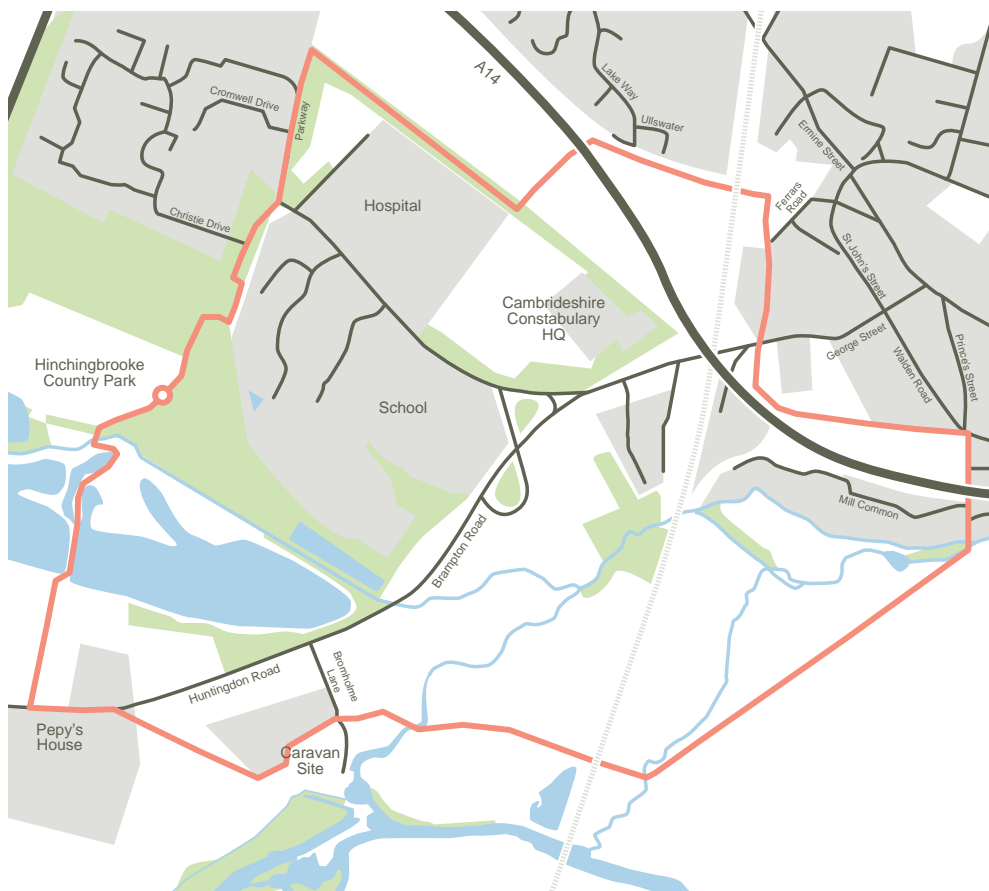 A14
Lake Way
Cromwell Drive
Parkway
Ullswater
Ermine Street
Ferrars
Road
Hospital
Christie Drive
St John's Street
Cambrideshire
Constabulary
HQ
George Street
Prince's Street
Walden Road
Hinchingbrooke
Country Park
School
Mill Common
Brampton Road
Bromholme
Lane
Huntingdon Road
Pepy's
House
Caravan
Site